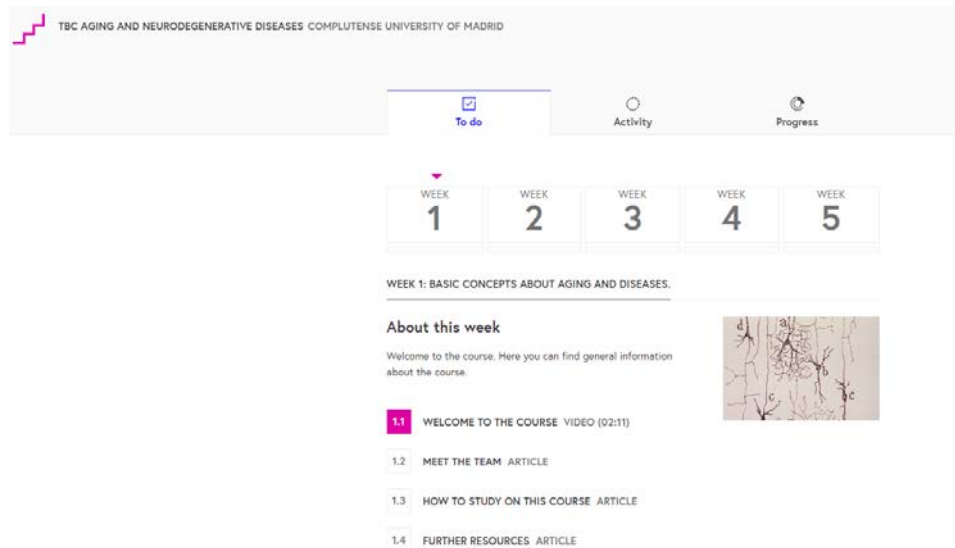 TBC AGING AND NEURODEGENERATIVE DISEASES COMPLUTENSE UNIVERSITY OF MADRID
To do
Activity
Progress
WEEK
1
WEEK
2
WEEK
3
WEEK
4
WEEK
5
WEEK 1: BASIC CONCEPTS ABOUT AGING AND DISEASES.
About this week
Welcome to the course. Here you can find general information
about the course.
d
a
b
c
c
1.1 WELCOME TO THE COURSE VIDEO (02:11)
1.2 MEET THE TEAM ARTICLE
1.3 HOW TO STUDY ON THIS COURSE ARTICLE
1.4 FURTHER RESOURCES ARTICLE